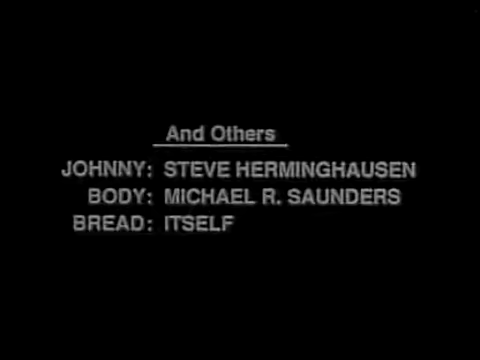 And Others
JOHNNY: STEVE HERMINGHAUSEN
BODY: MICHAEL R. SAUNDERS
BREAD: ITSELF